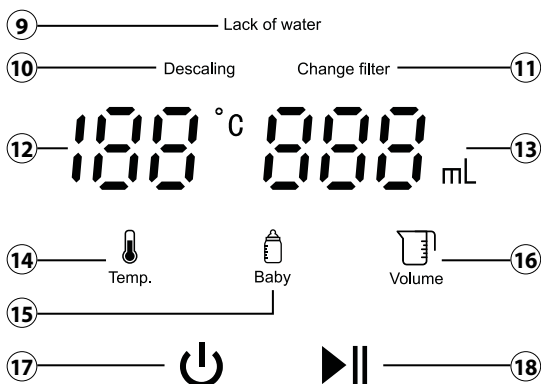 9 Lack of water
10 Descaling Change filter 11
12 188 °C 888 mL 13
14 Temp. Baby Volume 16
15
17 18